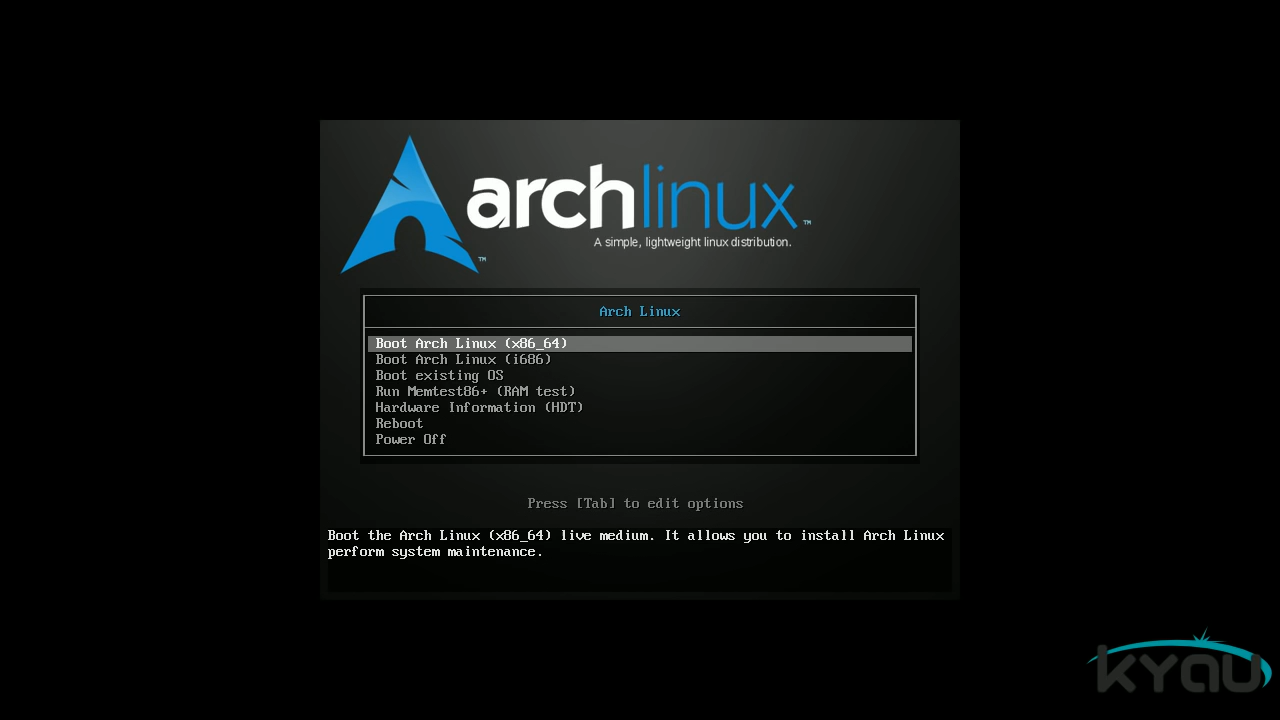 archlinux ™
A simple, lightweight linux distribution.
™
Arch Linux
Boot Arch Linux (x86_64)
Boot Arch Linux (i686)
Boot existing OS
Run Memtest86+ (RAM test)
Hardware Information (HDT)
Reboot
Power Off
Press [Tab] to edit options
Boot the Arch Linux (x86_64) live medium. It allows you to install Arch Linux
perform system maintenance.
kyau